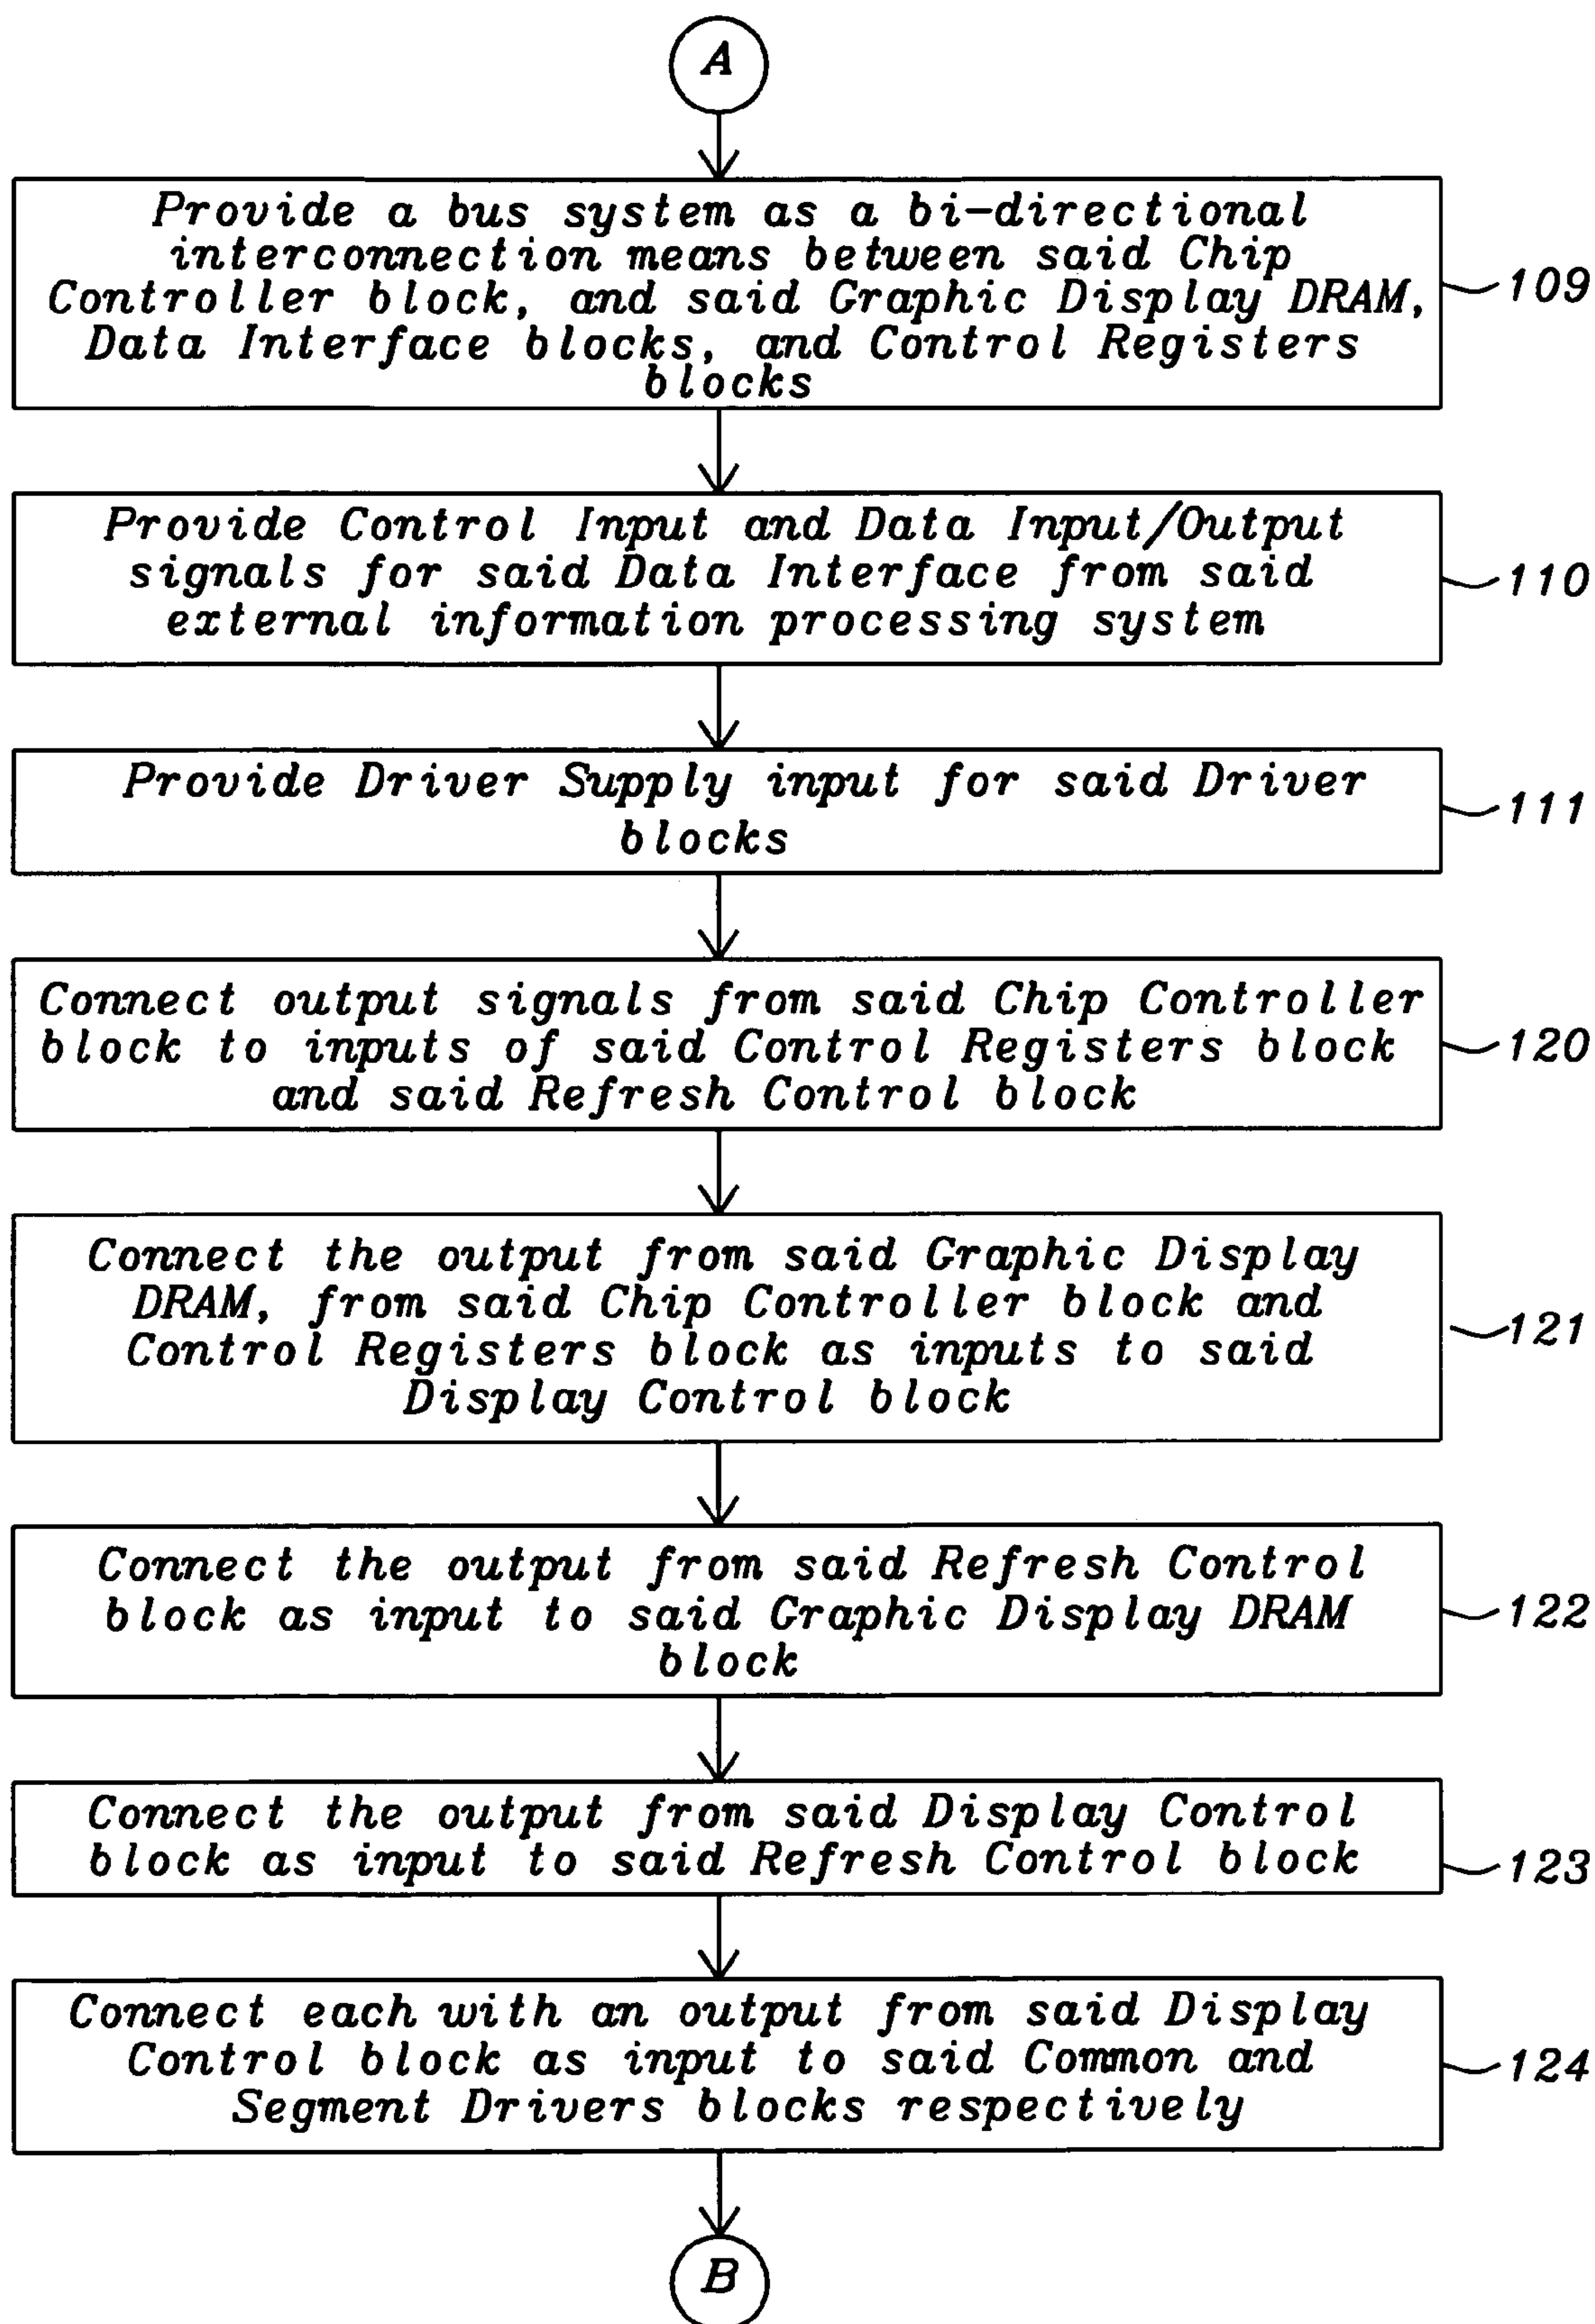 A
Provide a bus system as a bi-directional
interconnection means between said Chip
Controller block, and said Graphic Display DRAM,
Data Interface blocks, and Control Registers
blocks
109
Provide Control Input and Data Input/Output
signals for said Data Interface from said
external information processing system
110
Provide Driver Supply input for said Driver
blocks
111
Connect output signals from said Chip Controller
block to inputs of said Control Registers block
and said Refresh Control block
120
Connect the output from said Graphic Display
DRAM, from said Chip Controller block and
Control Registers block as inputs to said
Display Control block
121
Connect the output from said Refresh Control
block as input to said Graphic Display DRAM
block
122
Connect the output from said Display Control
block as input to said Refresh Control block
123
Connect each with an output from said Display
Control block as input to said Common and
Segment Drivers blocks respectively
124
B